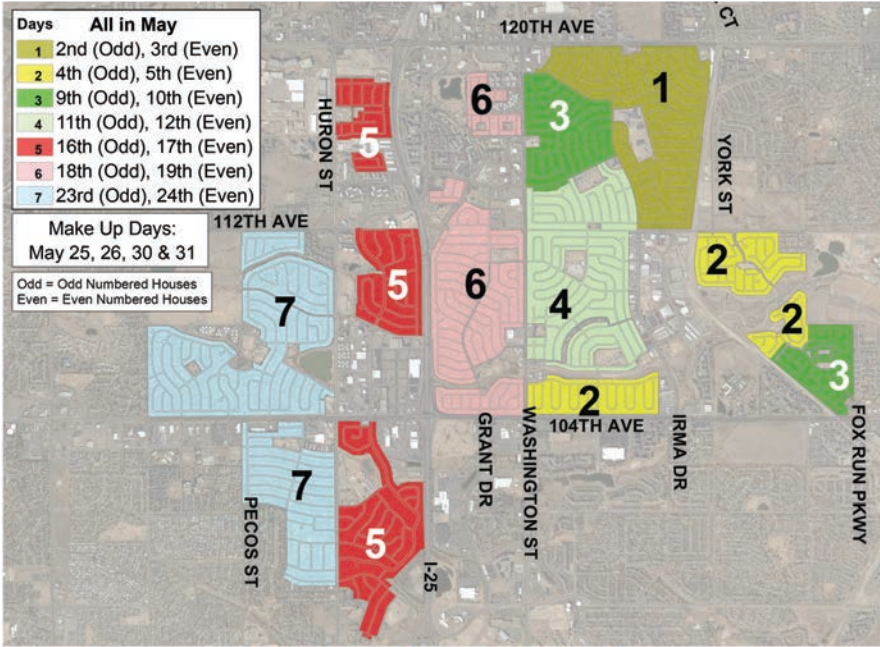 Days All in May
1 2nd (Odd), 3rd (Even)
2 4th (Odd), 5th (Even)
3 9th (Odd), 10th (Even)
4 11th (Odd), 12th (Even)
5 16th (Odd), 17th (Even)
6 18th (Odd), 19th (Even)
7 23rd (Odd), 24th (Even)
Make Up Days:
May 25, 26, 30 & 31
Odd = Odd Numbered Houses
Even = Even Numbered Houses
120TH AVE
CT
HURON ST
5
6
3
1
YORK ST
112TH AVE
7
5
6
4
2
2
3
2
104TH AVE
GRANT DR
WASHINGTON ST
IRMA DR
FOX RUN PKWY
PECOS ST
7
5
I-25